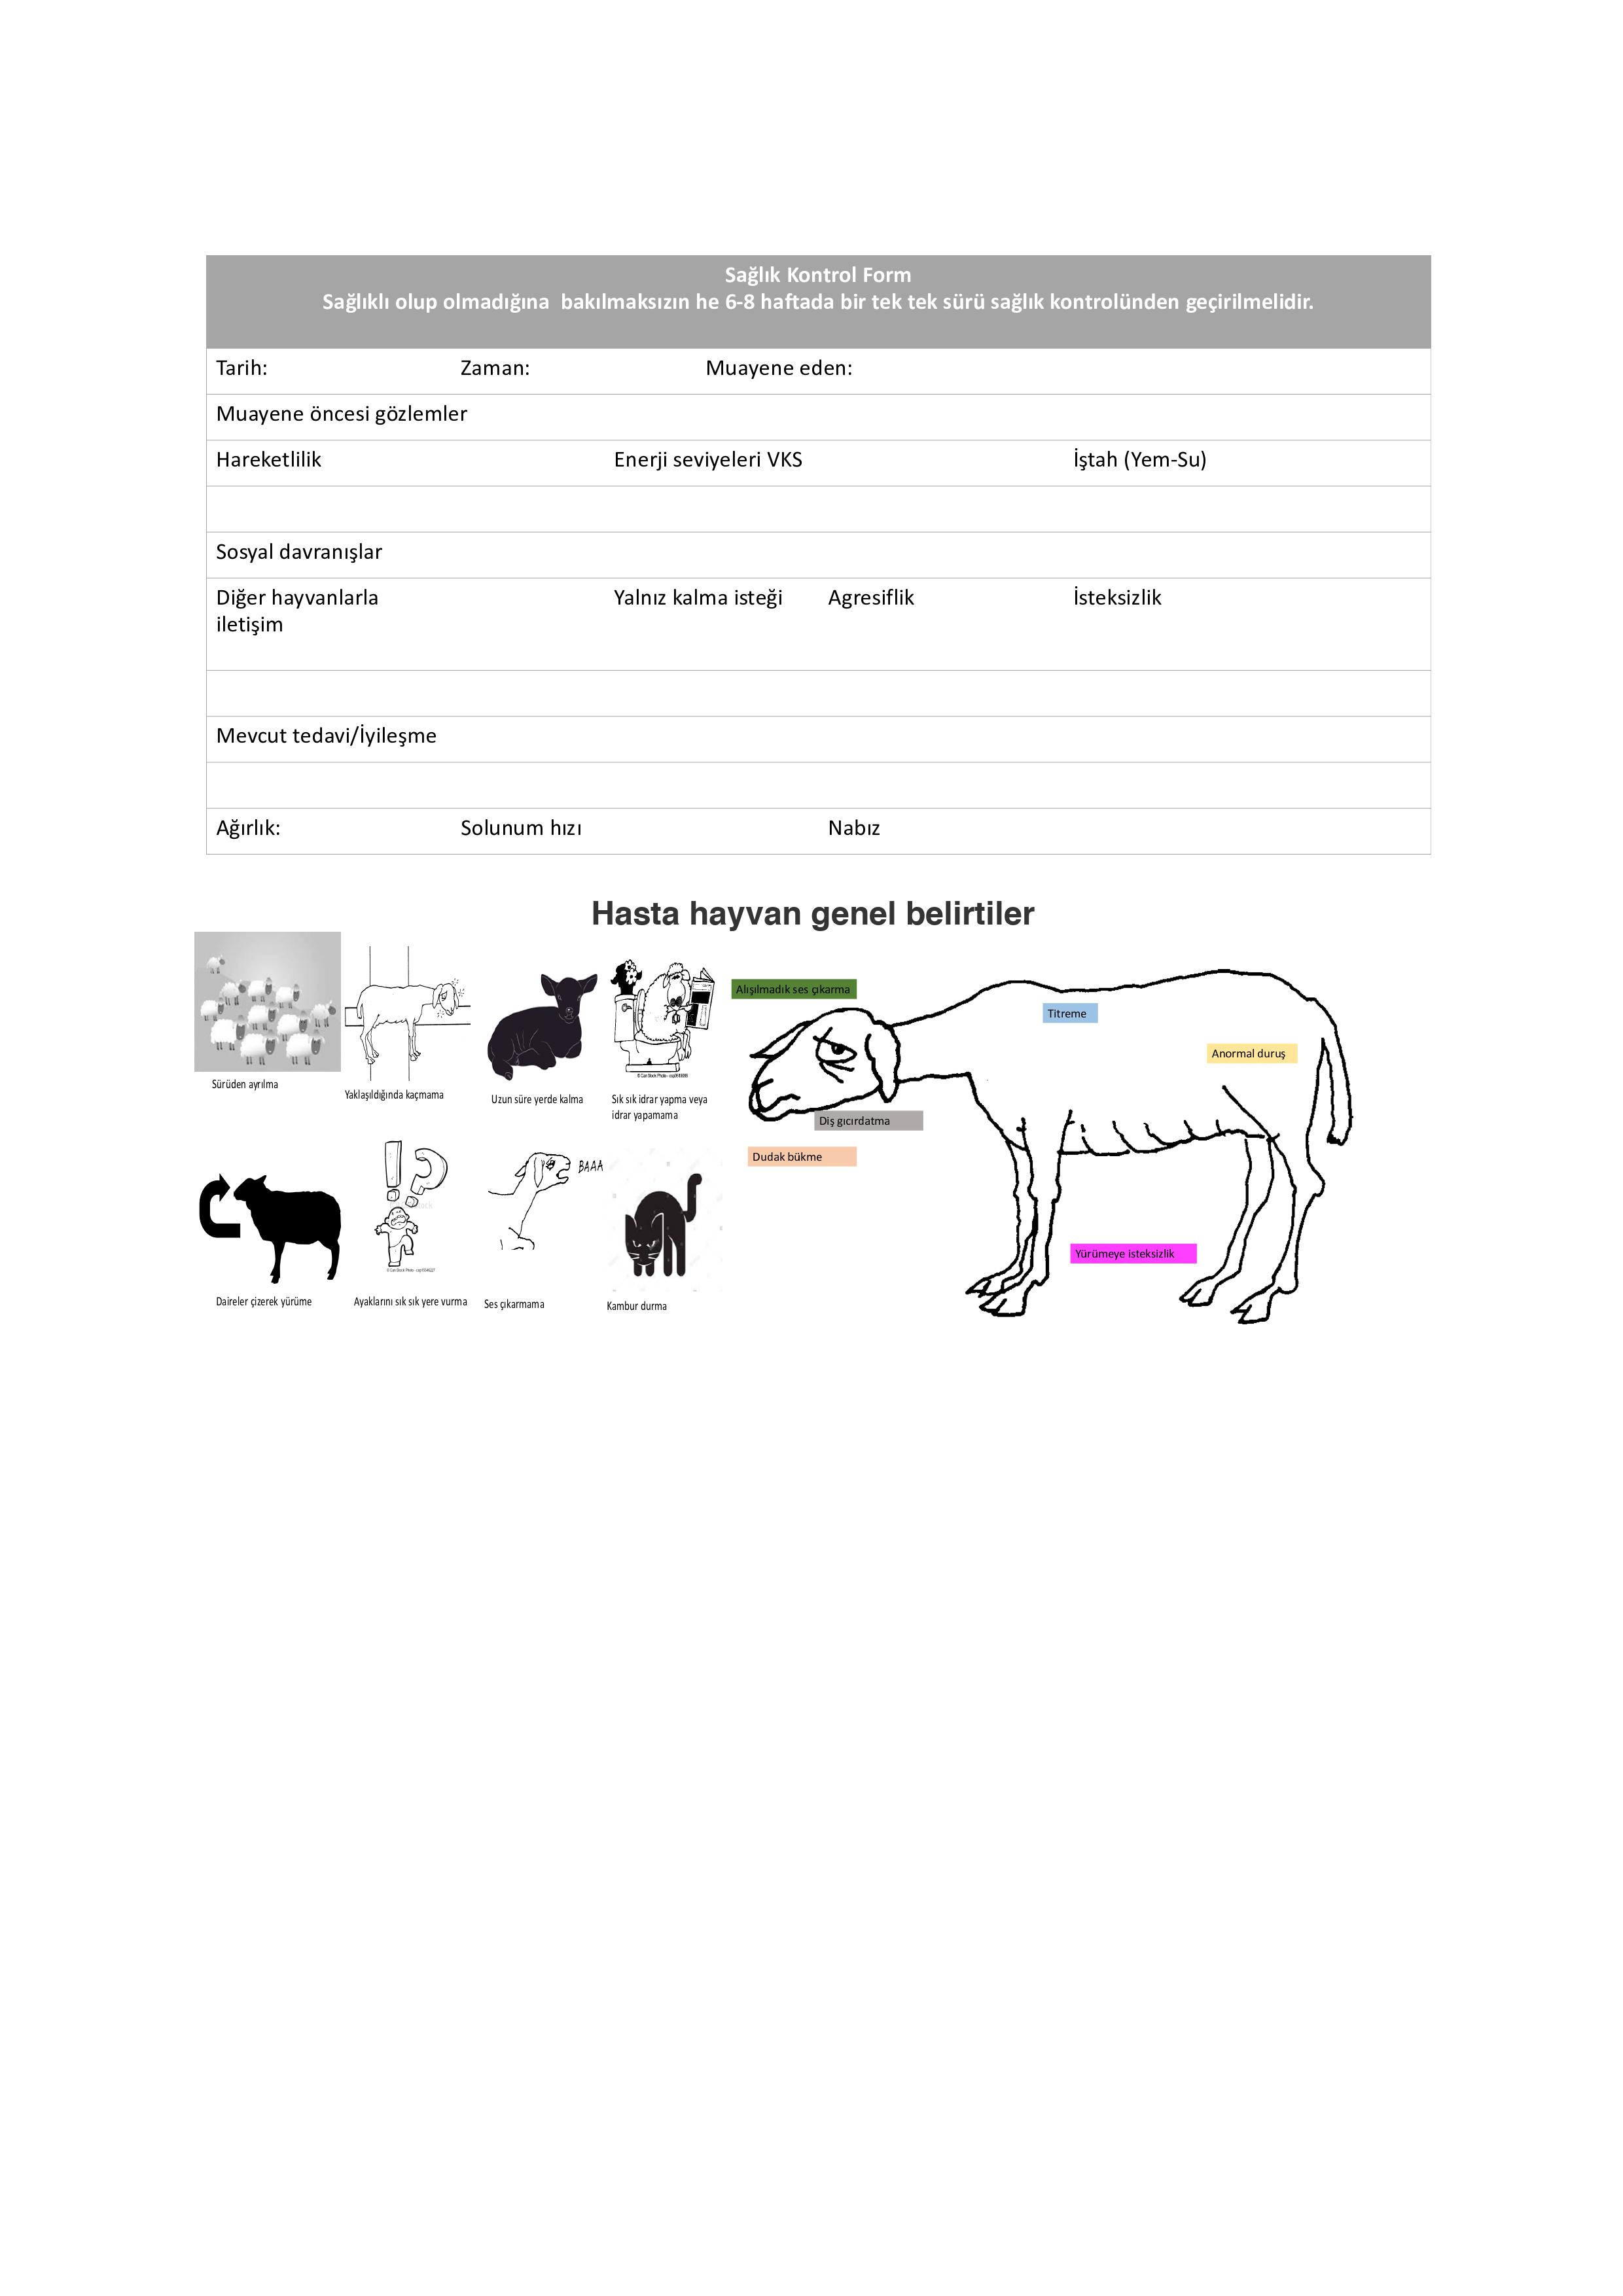 Sağlık Kontrol Form
Sağlıklı olup olmadığına  bakılmaksızın he 6-8 haftada bir tek tek sürü sağlık kontrolünden geçirilmelidir.
Tarih: Zaman: Muayene eden:
Muayene öncesi gözlemler
Hareketlilik Enerji seviyeleri VKS İştah (Yem-Su)
Sosyal davranışlar
Diğer hayvanlarla Yalnız kalma isteği Agresiflik İsteksizlik
iletişim
Mevcut tedavi/İyileşme
Ağırlık: Solunum hızı Nabız
Hasta hayvan genel belirtiler
Sürüden ayrılma
Yaklaşıldığında kaçmama
Uzun süre yerde kalma
Sık sık idrar yapma veya
idrar yapamama
Alışılmadık ses çıkarma
Titreme
Anormal duruş
Diş gıcırdatma
Dudak bükme
Yürümeye isteksizlik
BAAA
Daireler çizerek yürüme
Ayaklarını sık sık yere vurma
Ses çıkarmama
Kambur durma